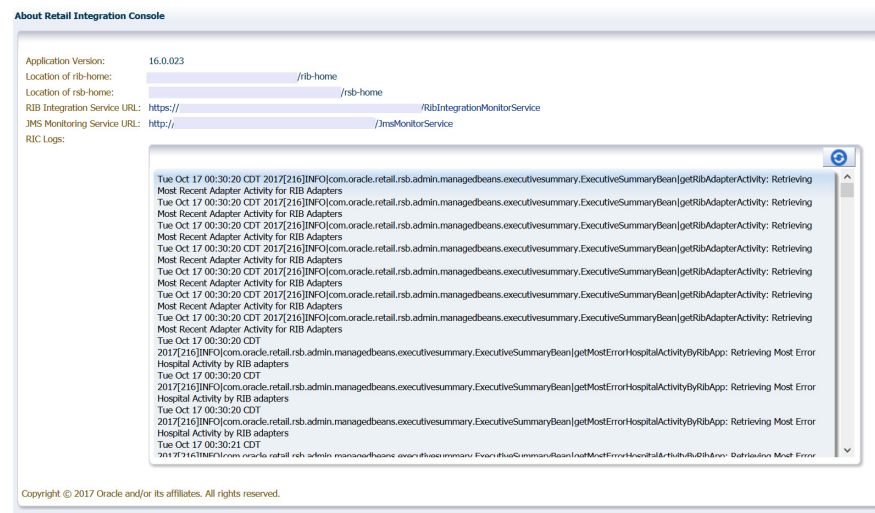 About Retail Integration Console
Application Version: 16.0.023
Location of rib-home: /rib-home
Location of rsb-home: /rsb-home
RIB Integration Service URL: https:// /RibIntegrationMonitorService
JMS Monitoring Service URL: http:// /JmsMonitorService
RIC Logs:
Tue Oct 17 00:30:20 CDT 2017[216]INFO|com.oracle.retail.rsb.admin.managedbeans.executivesummary.ExecutiveSummaryBean|getRibAdapterActivity: Retrieving
Most Recent Adapter Activity for RIB Adapters
Tue Oct 17 00:30:20 CDT 2017[216]INFO|com.oracle.retail.rsb.admin.managedbeans.executivesummary.ExecutiveSummaryBean|getRibAdapterActivity: Retrieving
Most Recent Adapter Activity for RIB Adapters
Tue Oct 17 00:30:20 CDT 2017[216]INFO|com.oracle.retail.rsb.admin.managedbeans.executivesummary.ExecutiveSummaryBean|getRibAdapterActivity: Retrieving
Most Recent Adapter Activity for RIB Adapters
Tue Oct 17 00:30:20 CDT 2017[216]INFO|com.oracle.retail.rsb.admin.managedbeans.executivesummary.ExecutiveSummaryBean|getRibAdapterActivity: Retrieving
Most Recent Adapter Activity for RIB Adapters
Tue Oct 17 00:30:20 CDT 2017[216]INFO|com.oracle.retail.rsb.admin.managedbeans.executivesummary.ExecutiveSummaryBean|getRibAdapterActivity: Retrieving
Most Recent Adapter Activity for RIB Adapters
Tue Oct 17 00:30:20 CDT 2017[216]INFO|com.oracle.retail.rsb.admin.managedbeans.executivesummary.ExecutiveSummaryBean|getRibAdapterActivity: Retrieving
Most Recent Adapter Activity for RIB Adapters
Tue Oct 17 00:30:20 CDT 2017[216]INFO|com.oracle.retail.rsb.admin.managedbeans.executivesummary.ExecutiveSummaryBean|getRibAdapterActivity: Retrieving
Most Recent Adapter Activity for RIB Adapters
Tue Oct 17 00:30:20 CDT
2017[216]INFO|com.oracle.retail.rsb.admin.managedbeans.executivesummary.ExecutiveSummaryBean|getMostErrorHospitalActivityByRibApp: Retrieving Most Error
Hospital Activity by RIB adapters
Tue Oct 17 00:30:20 CDT
2017[216]INFO|com.oracle.retail.rsb.admin.managedbeans.executivesummary.ExecutiveSummaryBean|getMostErrorHospitalActivityByRibApp: Retrieving Most Error
Hospital Activity by RIB adapters
Tue Oct 17 00:30:20 CDT
2017[216]INFO|com.oracle.retail.rsb.admin.managedbeans.executivesummary.ExecutiveSummaryBean|getMostErrorHospitalActivityByRibApp: Retrieving Most Error
Hospital Activity by RIB adapters
Tue Oct 17 00:30:21 CDT
2017[216]INFO|com.oracle.retail.rsb.admin.managedbeans.executivesummary.ExecutiveSummaryBean|getMostErrorHospitalActivityByRibApp: Retrieving Most Error
Copyright © 2017 Oracle and/or its affiliates. All rights reserved.